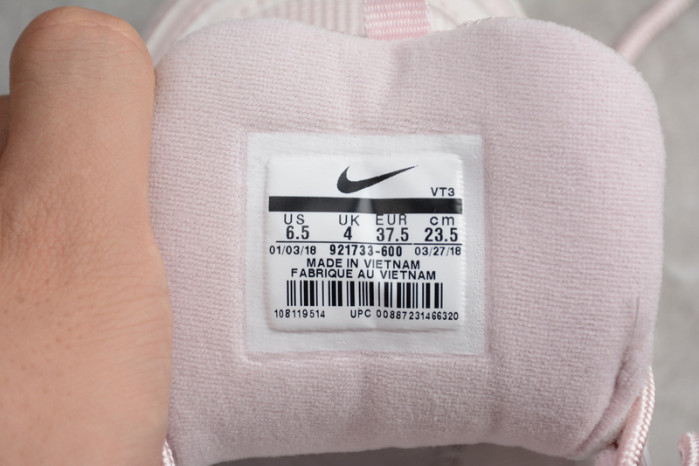 VT3
US UK EUR cm
6.5 4 37.5 23.5
01/03/18 921733-600 03/27/18
MADE IN VIETNAM
FABRIQUE AU VIETNAM
108119514 UPC 00887231466320